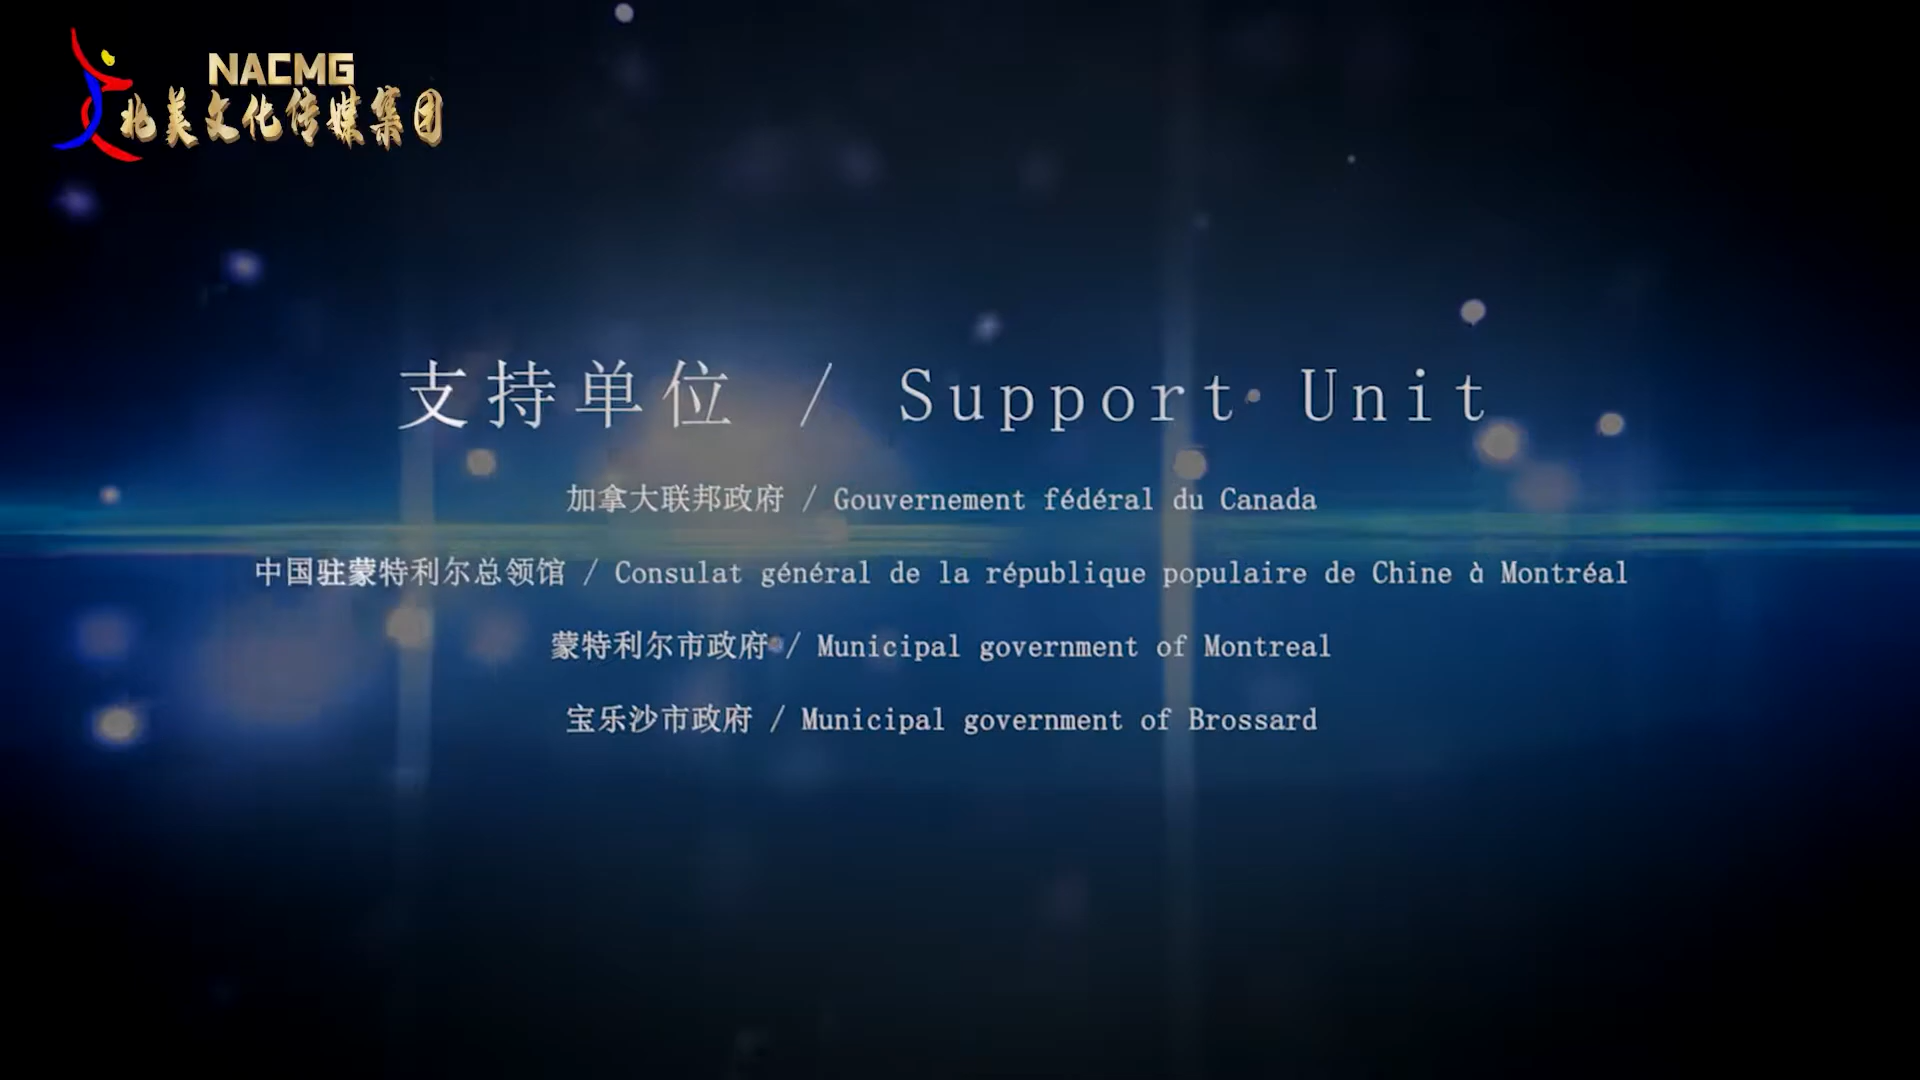 NACMG
北美文化传媒集团
支持单位 / Support Unit
加拿大联邦政府 / Gouvernement fédéral du Canada
中国驻蒙特利尔总领馆 / Consulat général de la république populaire de Chine à Montréal
蒙特利尔市政府 / Municipal government of Montreal
宝乐沙市政府 / Municipal government of Brossard